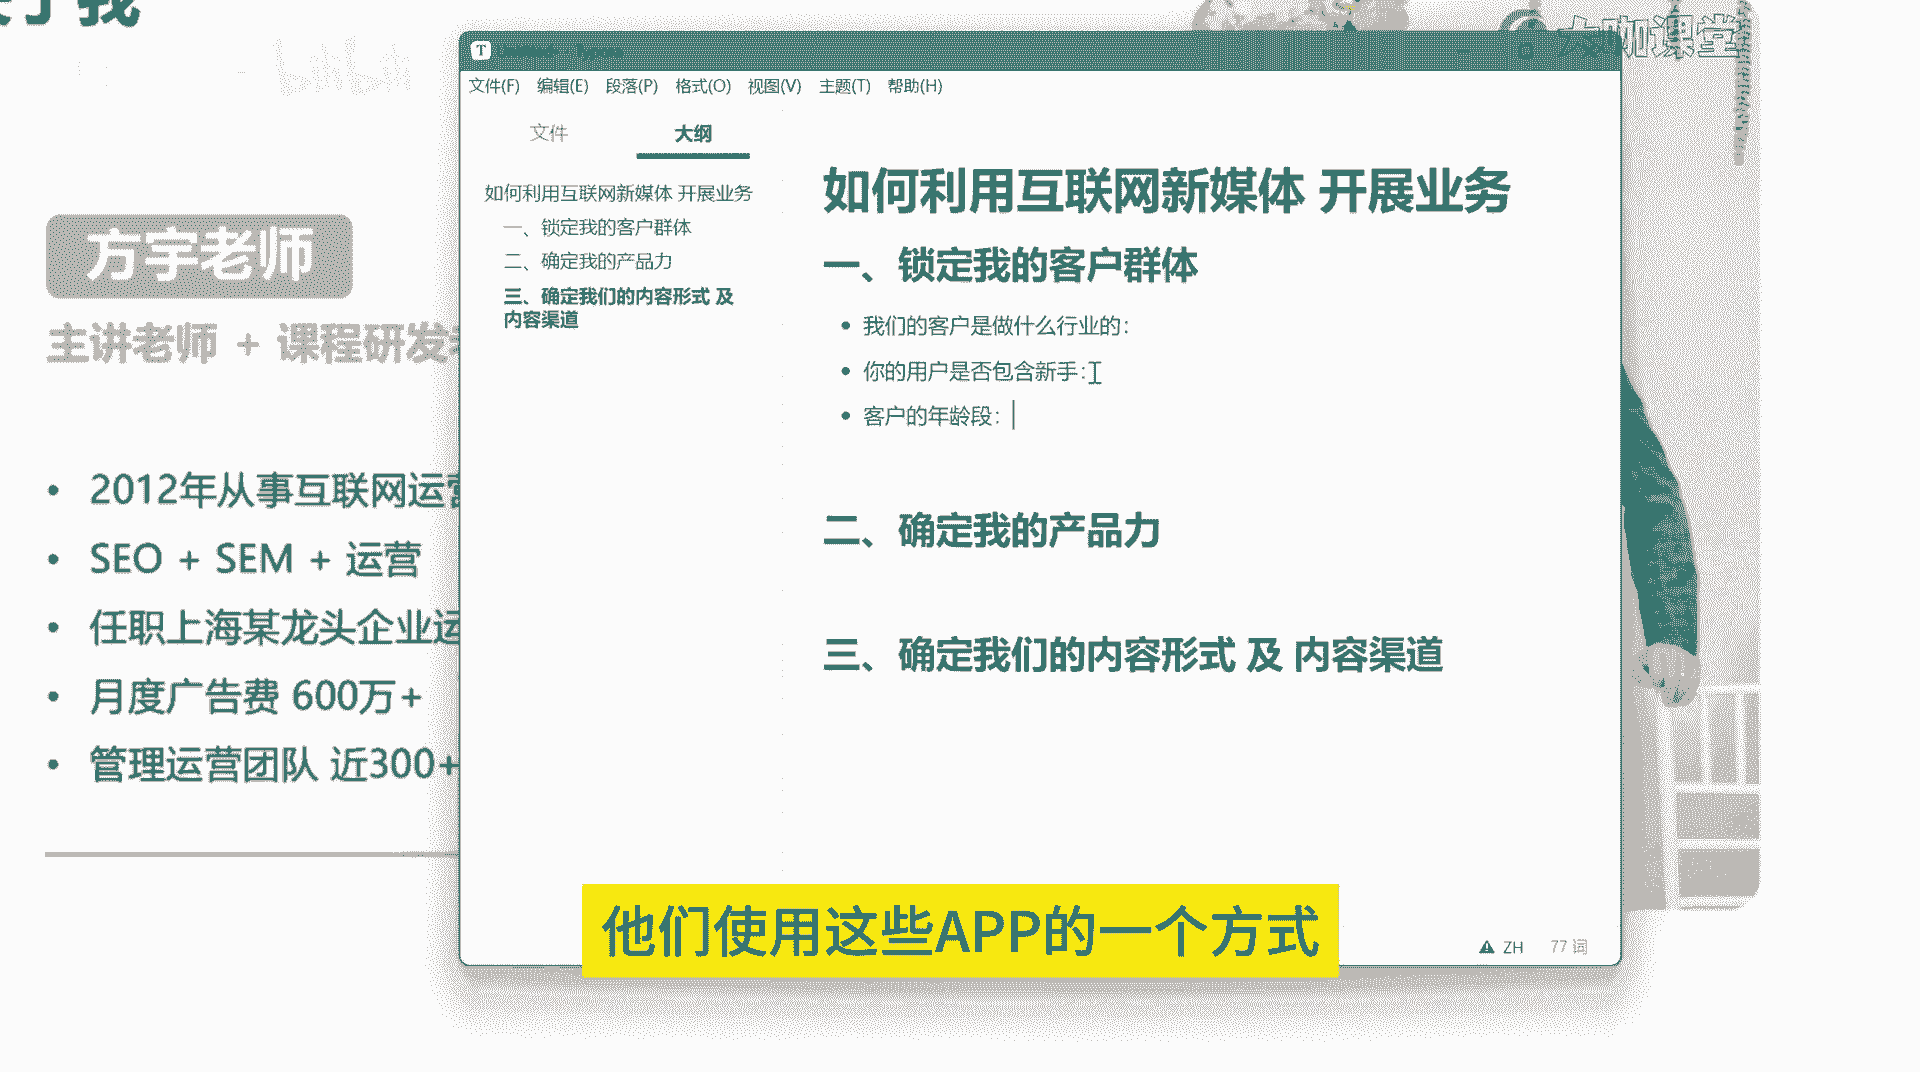 bilibili
大咖课堂
文件(F) 编辑(E) 段落(P) 格式(O) 视图(V) 主题(T) 帮助(H)
文件 大纲
如何利用互联网新媒体 开展业务
一、锁定我的客户群体
二、确定我的产品力
三、确定我们的内容形式 及
内容渠道
如何利用互联网新媒体 开展业务
一、锁定我的客户群体
我们的客户是做什么行业的：
你的用户是否包含新手：
客户的年龄段：
二、确定我的产品力
三、确定我们的内容形式 及 内容渠道
ZH 77 词
方宇老师
主讲老师 + 课程研发
2012年从事互联网运营
SEO + SEM + 运营
任职上海某龙头企业运
月度广告费 600万+
管理运营团队 近300+
他们使用这些APP的一个方式